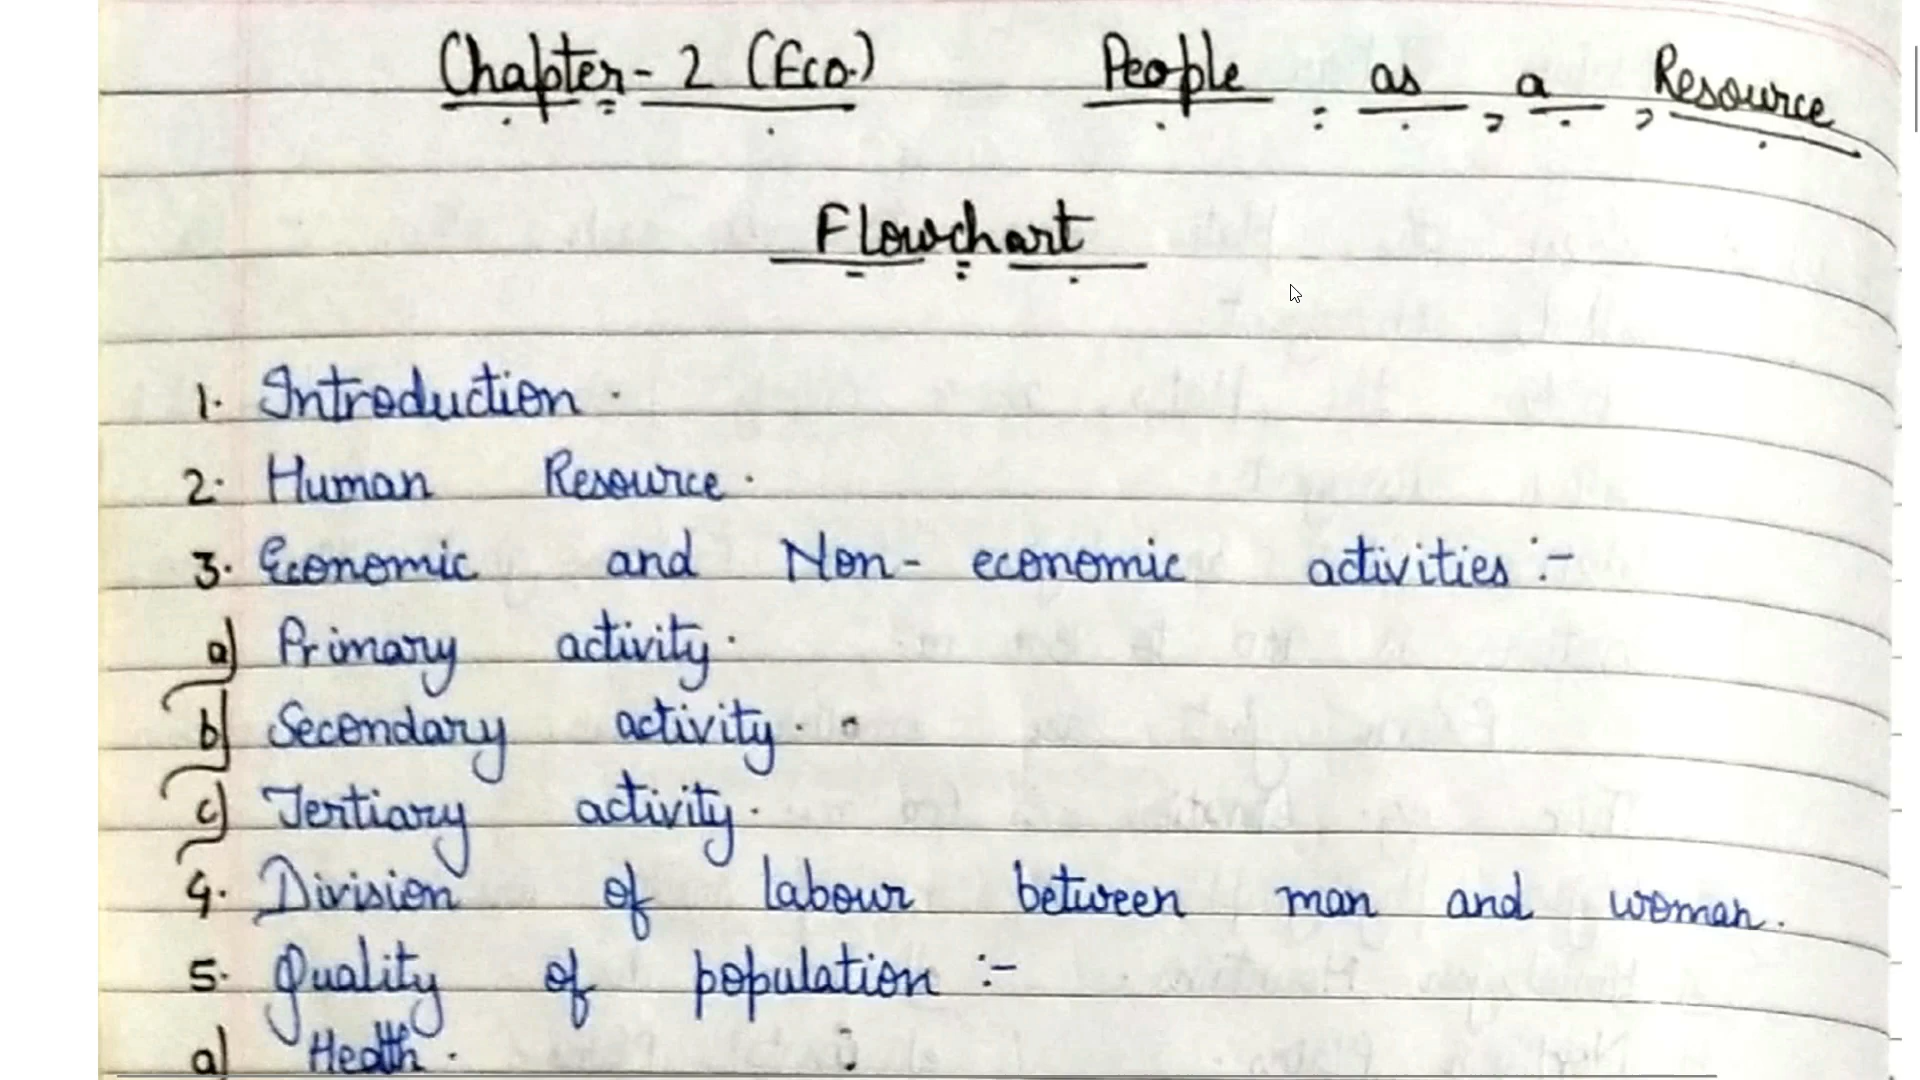 Chapter - 2 (Eco.) People as a Resource
Flowchart
1. Introduction.
2. Human Resource.
3. Economic and Non-economic activities :-
a) Primary activity.
b) Secondary activity.
c) Tertiary activity.
4. Division of labour between man and woman.
5. Quality of population :-
a) Health.